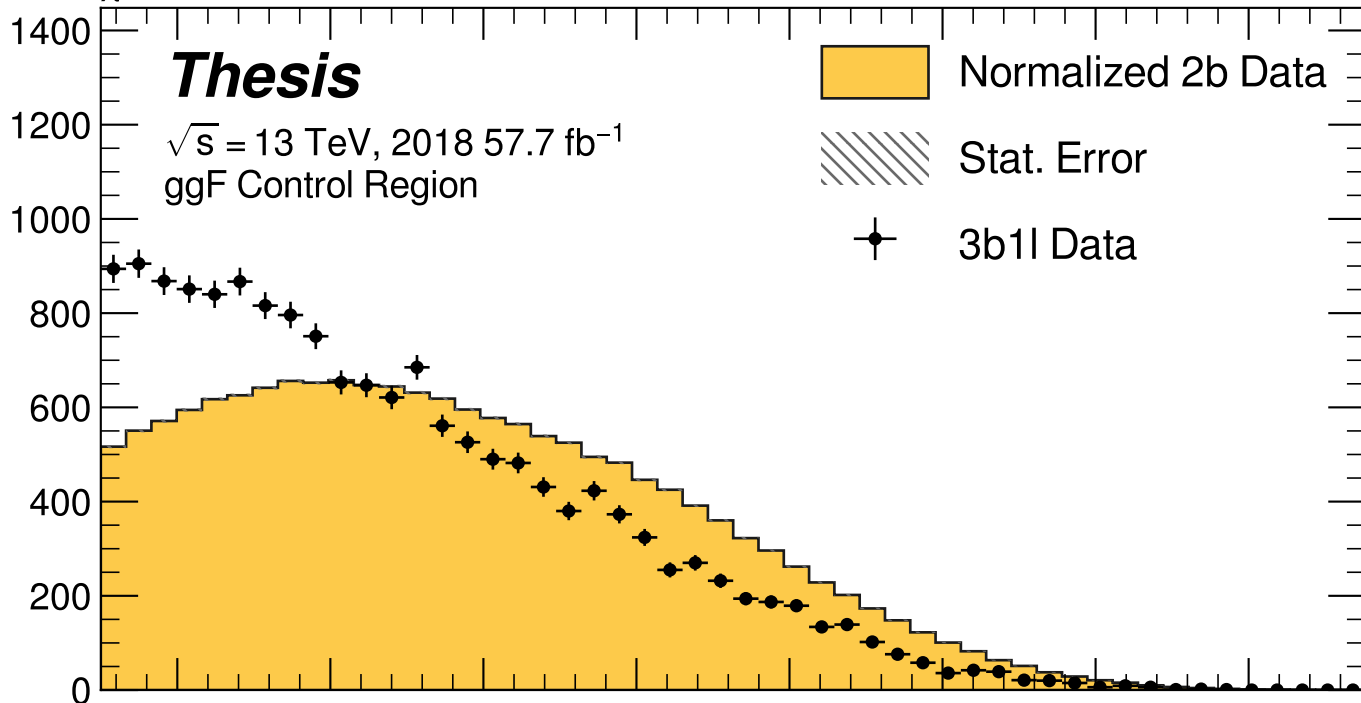 1400
1200
1000
800
600
400
200
0
Thesis
√s = 13 TeV, 2018 57.7 fb⁻¹
ggF Control Region
Normalized 2b Data
Stat. Error
3b1l Data